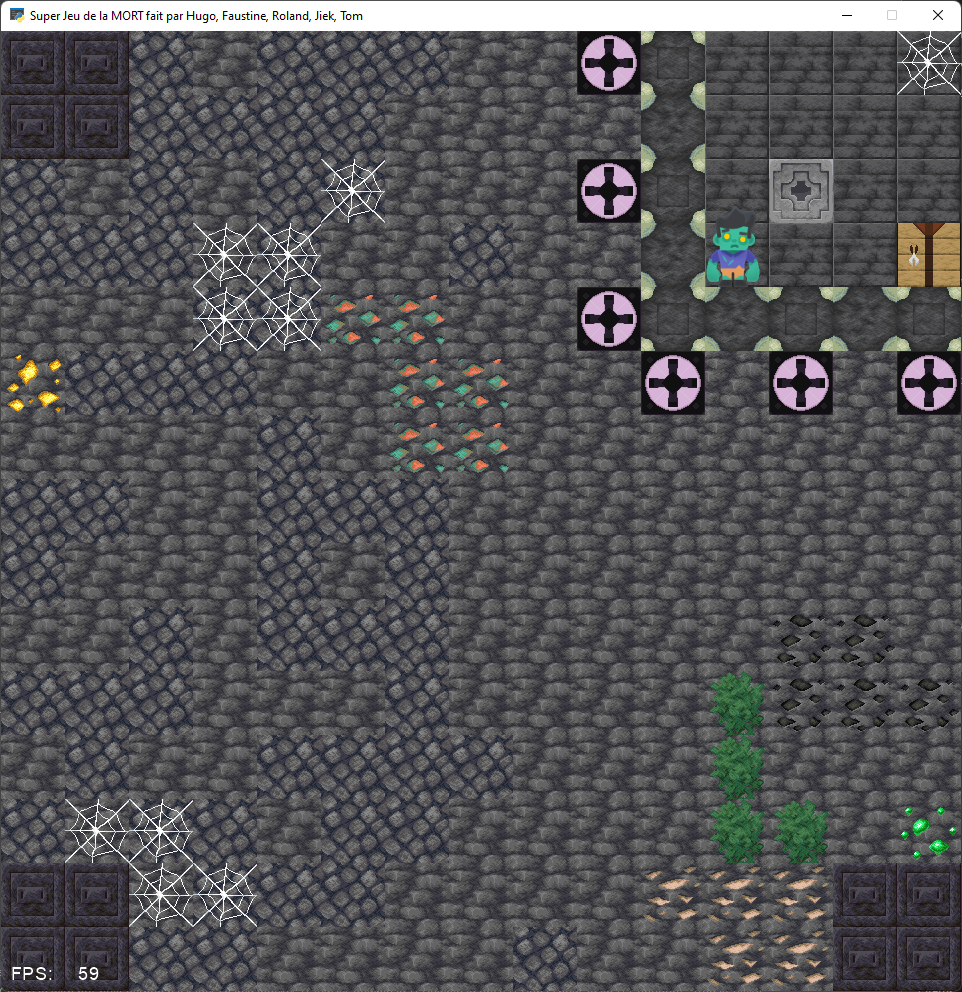 Super Jeu de la MORT fait par Hugo, Faustine, Roland, Jiek, Tom
FPS: 59